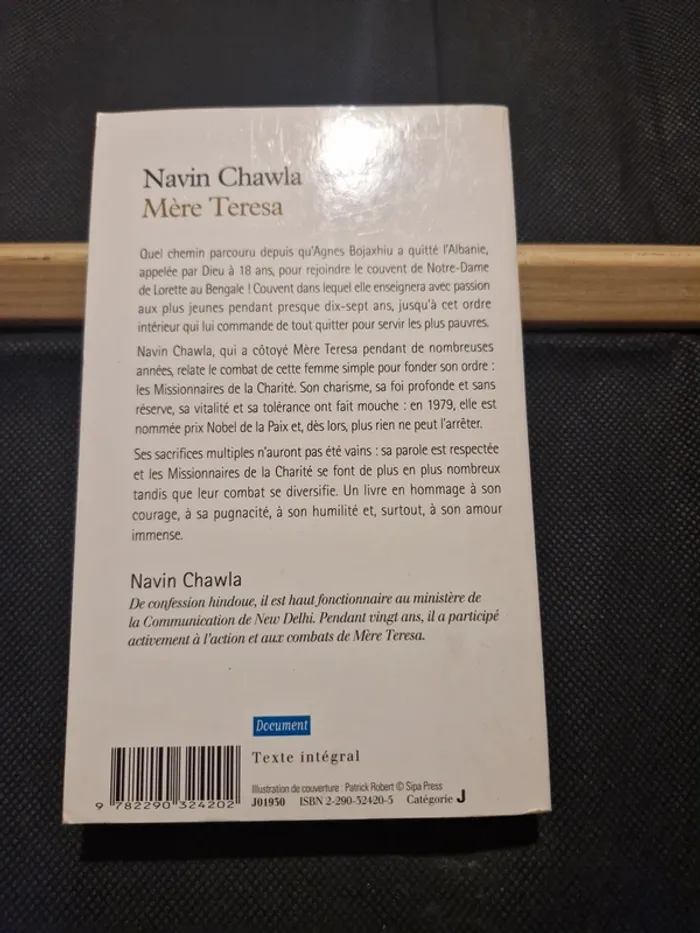 Navin Chawla
Mère Teresa
Quel chemin parcouru depuis qu'Agnes Bojaxhiu a quitté l'Albanie,
appelée par Dieu à 18 ans, pour rejoindre le couvent de Notre-Dame
de Lorette au Bengale ! Couvent dans lequel elle enseignera avec passion
aux plus jeunes pendant presque dix-sept ans, jusqu'à cet ordre
intérieur qui lui commande de tout quitter pour servir les plus pauvres.
Navin Chawla, qui a côtoyé Mère Teresa pendant de nombreuses
années, relate le combat de cette femme simple pour fonder son ordre :
les Missionnaires de la Charité. Son charisme, sa foi profonde et sans
réserve, sa vitalité et sa tolérance ont fait mouche : en 1979, elle est
nommée prix Nobel de la Paix et, dès lors, plus rien ne peut l'arrêter.
Ses sacrifices multiples n'auront pas été vains : sa parole est respectée
et les Missionnaires de la Charité se font de plus en plus nombreux
tandis que leur combat se diversifie. Un livre en hommage à son
courage, à sa pugnacité, à son humilité et, surtout, à son amour
immense.
Navin Chawla
De confession hindoue, il est haut fonctionnaire au ministère de
la Communication de New Delhi. Pendant vingt ans, il a participé
activement à l'action et aux combats de Mère Teresa.
Document
Texte intégral
Illustration de couverture : Patrick Robert © Sipa Press
J01930 ISBN 2-290-32420-5 Catégorie J
9 782290 324202